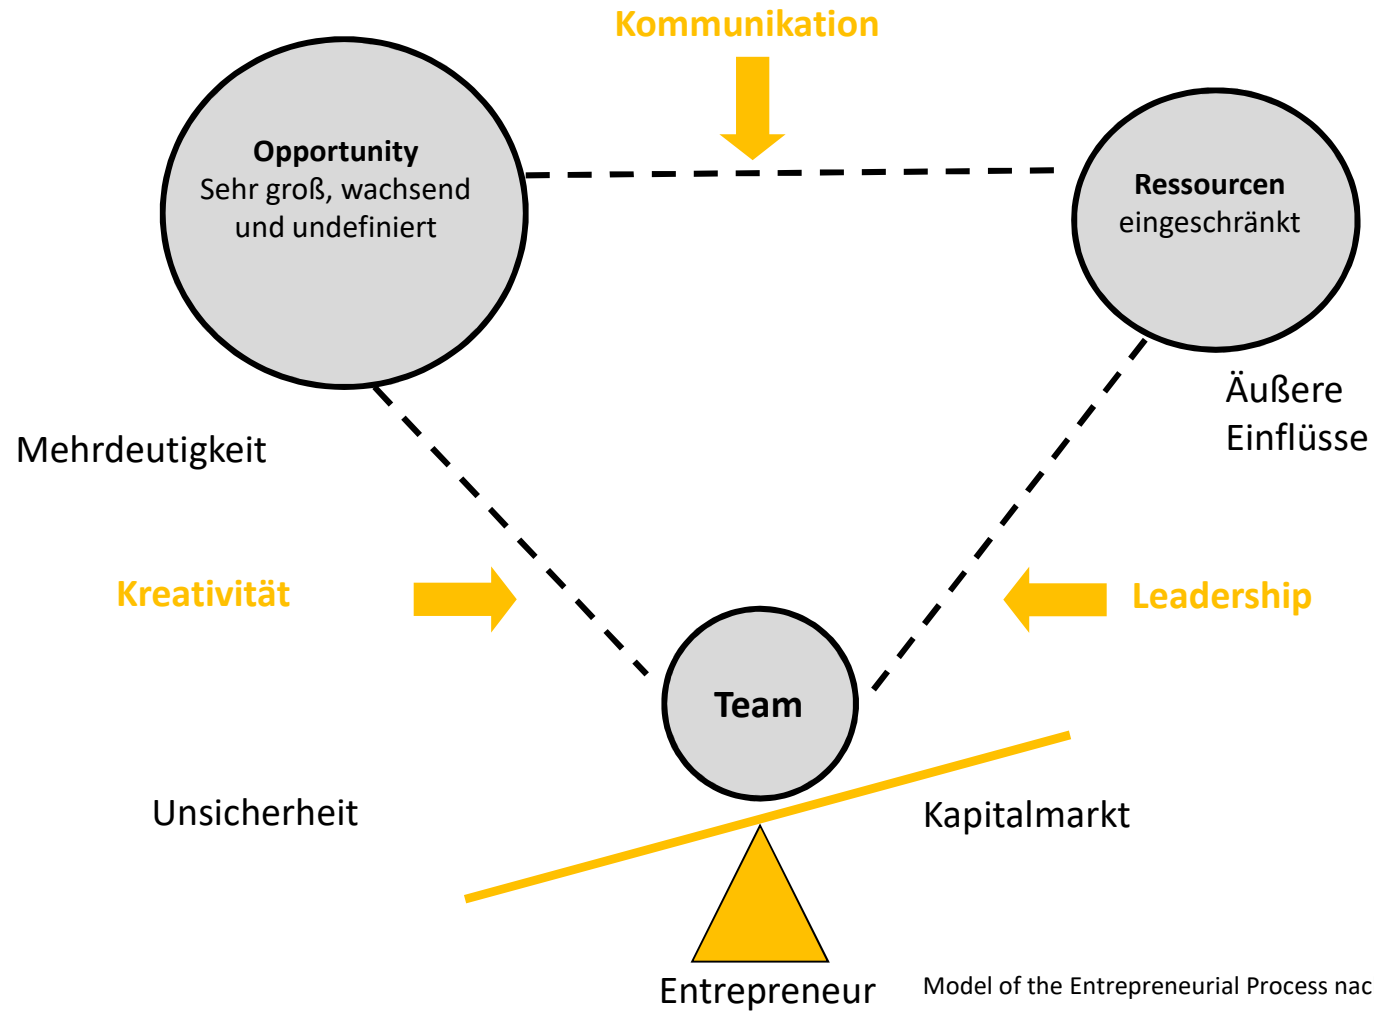 Kommunikation
Opportunity
Sehr groß, wachsend
und undefiniert
Ressourcen
eingeschränkt
Äußere
Einflüsse
Mehrdeutigkeit
Kreativität
Leadership
Team
Unsicherheit
Kapitalmarkt
Entrepreneur
Model of the Entrepreneurial Process nac